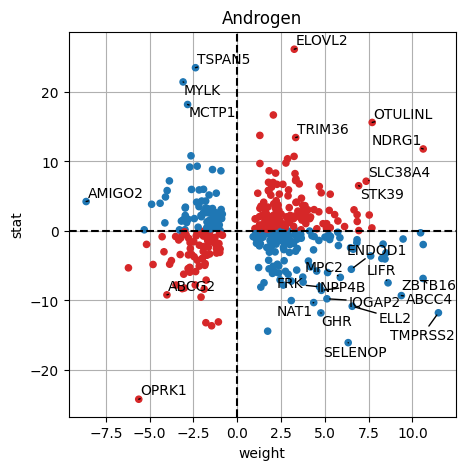 Androgen
ELOVL2
TSPAN5
MYLK
MCTP1
OTULINL
TRIM36
NDRG1
SLC38A4
STK39
AMIGO2
ENDOD1
MPC2
LIFR
ABCG2
FRK
INPP4B
ZBTB16
IQGAP2
ABCC4
NAT1
GHR
ELL2
TMPRSS2
SELENOP
OPRK1
20
10
0
−10
−20
stat
−7.5
−5.0
−2.5
0.0
2.5
5.0
7.5
10.0
weight